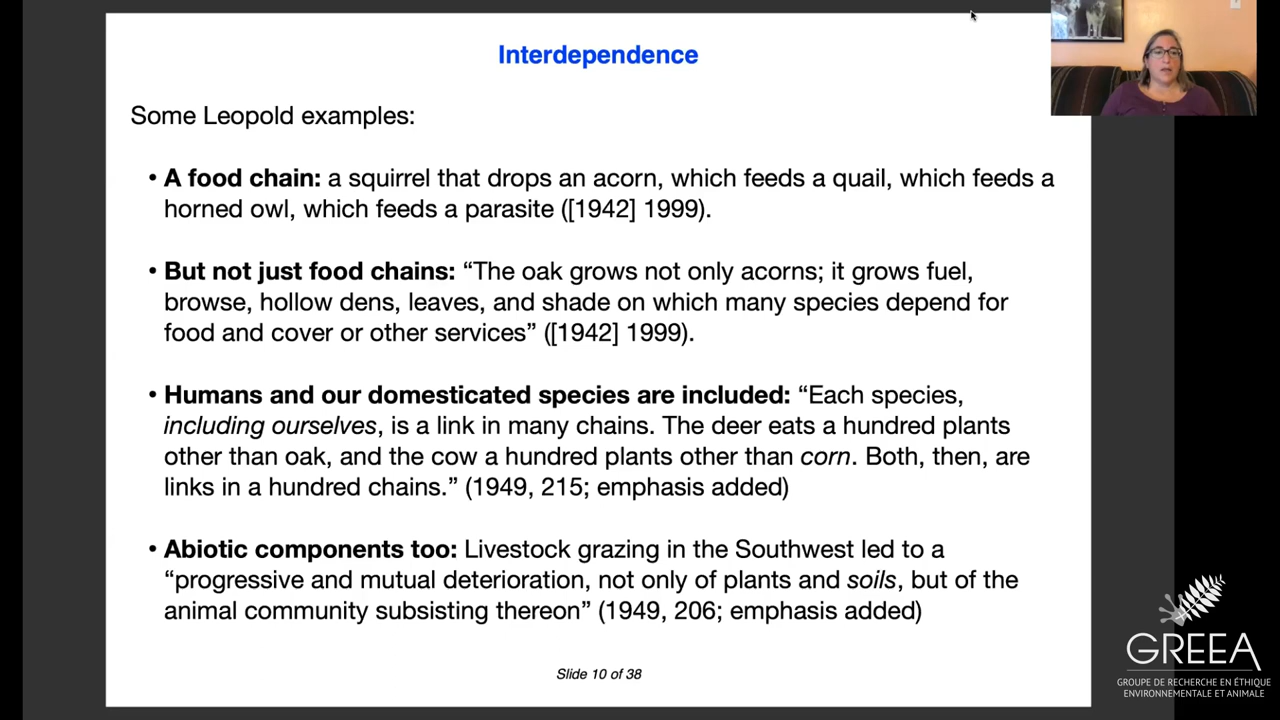 Interdependence
Some Leopold examples:
• A food chain: a squirrel that drops an acorn, which feeds a quail, which feeds a
horned owl, which feeds a parasite ([1942] 1999).
• But not just food chains: “The oak grows not only acorns; it grows fuel,
browse, hollow dens, leaves, and shade on which many species depend for
food and cover or other services” ([1942] 1999).
• Humans and our domesticated species are included: “Each species,
including ourselves, is a link in many chains. The deer eats a hundred plants
other than oak, and the cow a hundred plants other than corn. Both, then, are
links in a hundred chains.” (1949, 215; emphasis added)
• Abiotic components too: Livestock grazing in the Southwest led to a
“progressive and mutual deterioration, not only of plants and soils, but of the
animal community subsisting thereon” (1949, 206; emphasis added)
Slide 10 of 38
GREEA
GROUPE DE RECHERCHE EN ÉTHIQUE
ENVIRONNEMENTALE ET ANIMALE